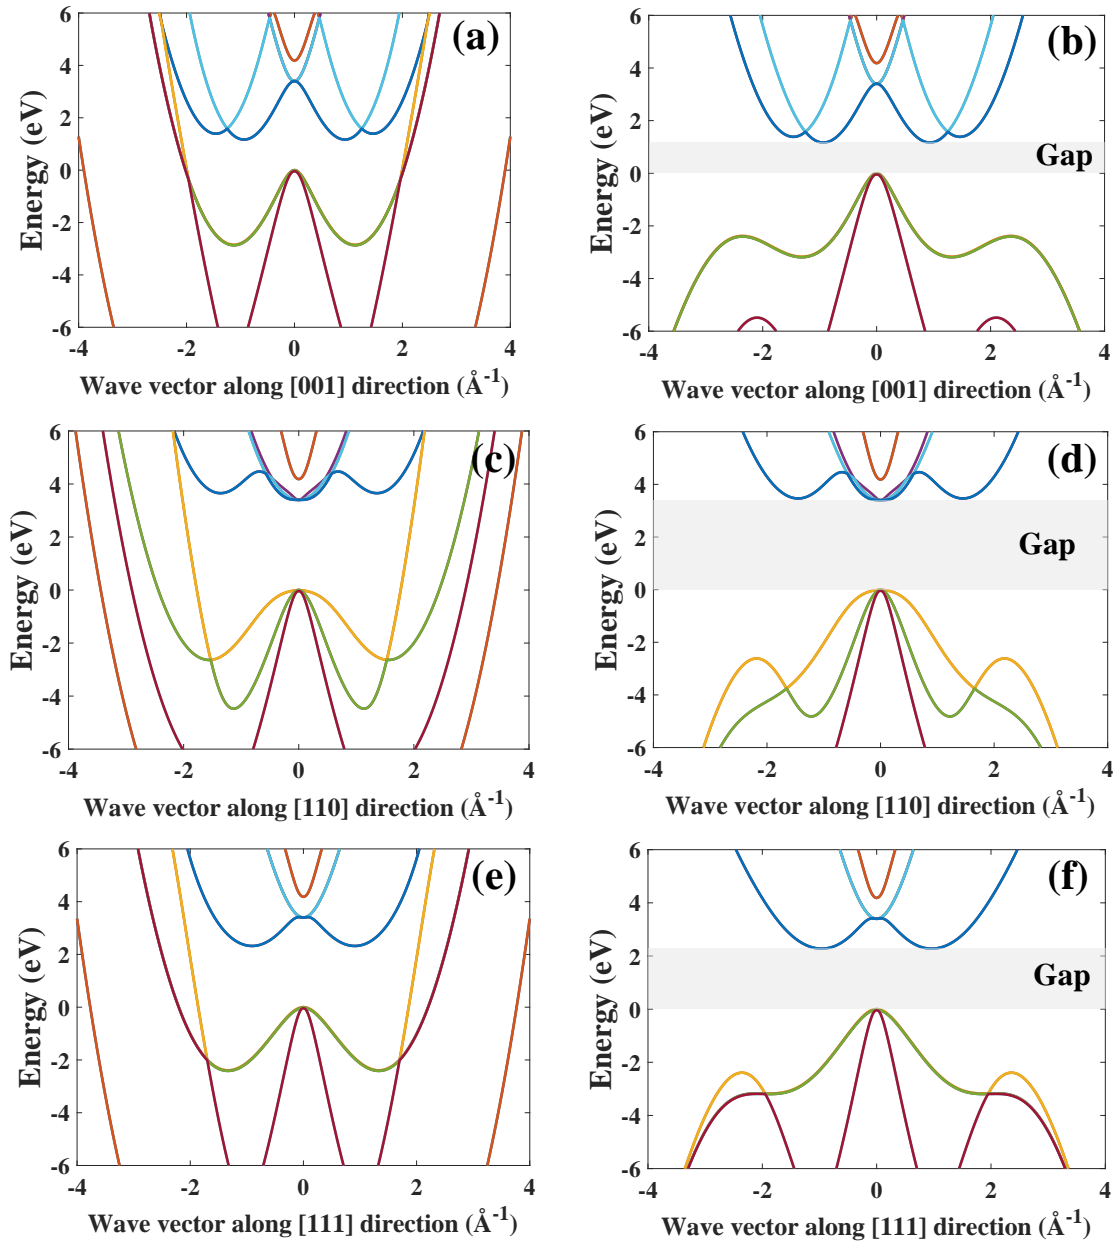 (a)
Energy (eV)
6
4
2
0
-2
-4
-6
-4 -2 0 2 4
Wave vector along [001] direction (Å⁻¹)
(b)
Gap
Energy (eV)
6
4
2
0
-2
-4
-6
-4 -2 0 2 4
Wave vector along [001] direction (Å⁻¹)
(c)
Energy (eV)
6
4
2
0
-2
-4
-6
-4 -2 0 2 4
Wave vector along [110] direction (Å⁻¹)
(d)
Gap
Energy (eV)
6
4
2
0
-2
-4
-6
-4 -2 0 2 4
Wave vector along [110] direction (Å⁻¹)
(e)
Energy (eV)
6
4
2
0
-2
-4
-6
-4 -2 0 2 4
Wave vector along [111] direction (Å⁻¹)
(f)
Gap
Energy (eV)
6
4
2
0
-2
-4
-6
-4 -2 0 2 4
Wave vector along [111] direction (Å⁻¹)